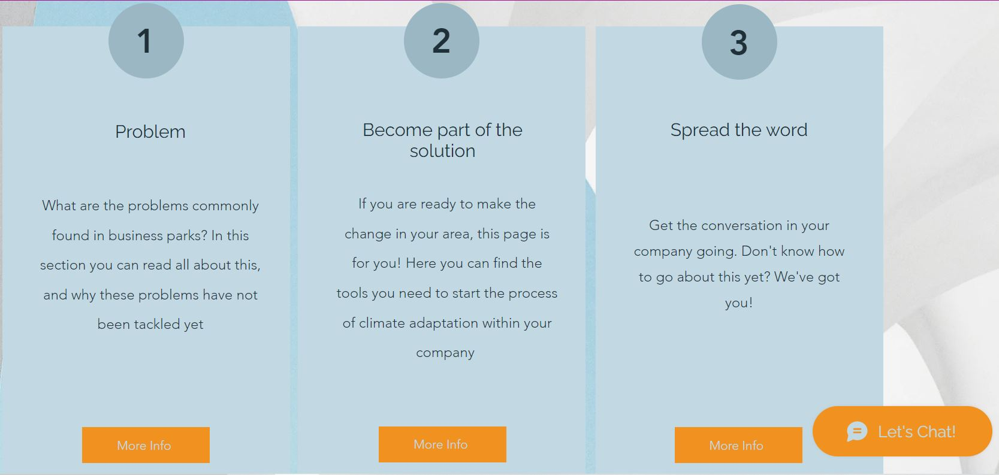 1
Problem
What are the problems commonly
found in business parks? In this
section you can read all about this,
and why these problems have not
been tackled yet
More Info
2
Become part of the
solution
If you are ready to make the
change in your area, this page is
for you! Here you can find the
tools you need to start the process
of climate adaptation within your
company
More Info
3
Spread the word
Get the conversation in your
company going. Don't know how
to go about this yet? We've got
you!
More Info
Let's Chat!